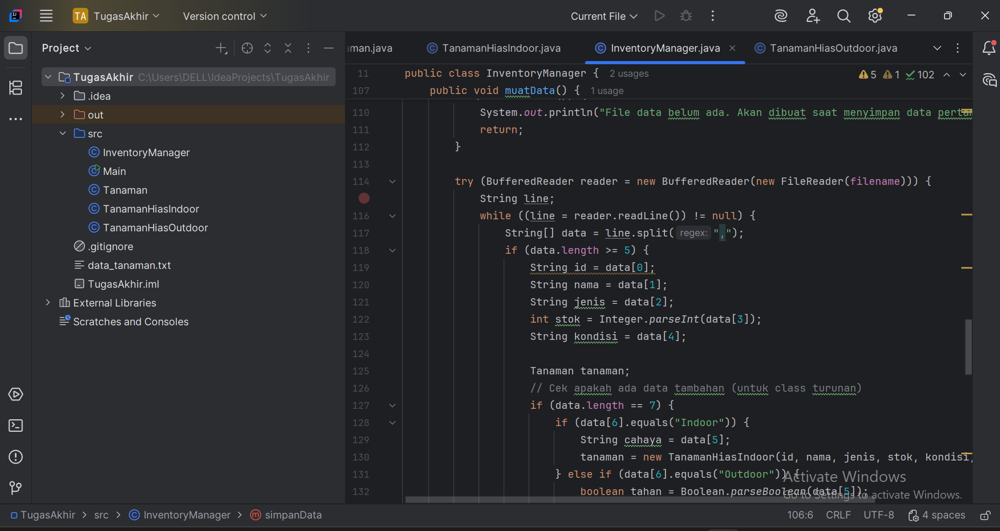 TA TugasAkhir Version control Current File
Project
TugasAkhir C:\Users\DELL\IdeaProjects\TugasAkhir
.idea
out
src
InventoryManager
Main
Tanaman
TanamanHiasIndoor
TanamanHiasOutdoor
.gitignore
data_tanaman.txt
TugasAkhir.iml
External Libraries
Scratches and Consoles
aman.java TanamanHiasIndoor.java InventoryManager.java TanamanHiasOutdoor.java
11 public class InventoryManager { 2 usages 5 1 102
107 public void muatData() { 1 usage
110 System.out.println("File data belum ada. Akan dibuat saat menyimpan data pertam
111 return;
112 }
113
114 try (BufferedReader reader = new BufferedReader(new FileReader(filename))) {
String line;
116 while ((line = reader.readLine()) != null) {
117 String[] data = line.split( regex: ",");
118 if (data.length >= 5) {
119 String id = data[0];
120 String nama = data[1];
121 String jenis = data[2];
122 int stok = Integer.parseInt(data[3]);
123 String kondisi = data[4];
124
125 Tanaman tanaman;
126 // Cek apakah ada data tambahan (untuk class turunan)
127 if (data.length == 7) {
128 if (data[6].equals("Indoor")) {
129 String cahaya = data[5];
130 tanaman = new TanamanHiasIndoor(id, nama, jenis, stok, kondisi,
131 } else if (data[6].equals("Outdoor")) {
132 boolean tahan = Boolean.parseBoolean(data[5]);
Activate Windows
Go to Settings to activate Windows.
TugasAkhir > src > InventoryManager > simpanData 106:6 CRLF UTF-8 4 spaces